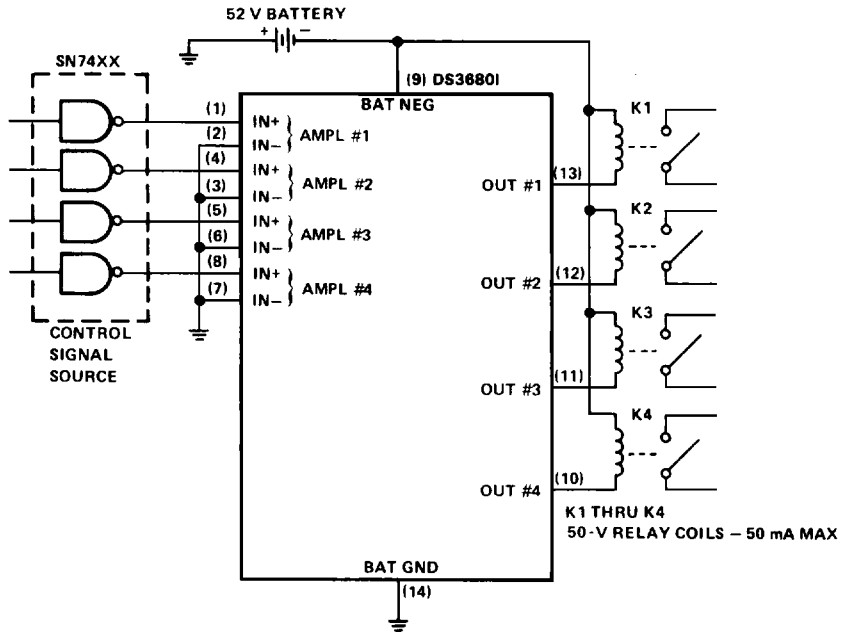 52 V BATTERY
+ −
SN74XX
(9) DS3680I
BAT NEG
K1
(1) IN+
(2) IN−
AMPL #1
(4) IN+
(3) IN−
AMPL #2
(5) IN+
(6) IN−
AMPL #3
(8) IN+
(7) IN−
AMPL #4
OUT #1 (13)
K2
OUT #2 (12)
K3
OUT #3 (11)
K4
OUT #4 (10)
CONTROL
SIGNAL
SOURCE
K1 THRU K4
50-V RELAY COILS – 50 mA MAX
BAT GND
(14)